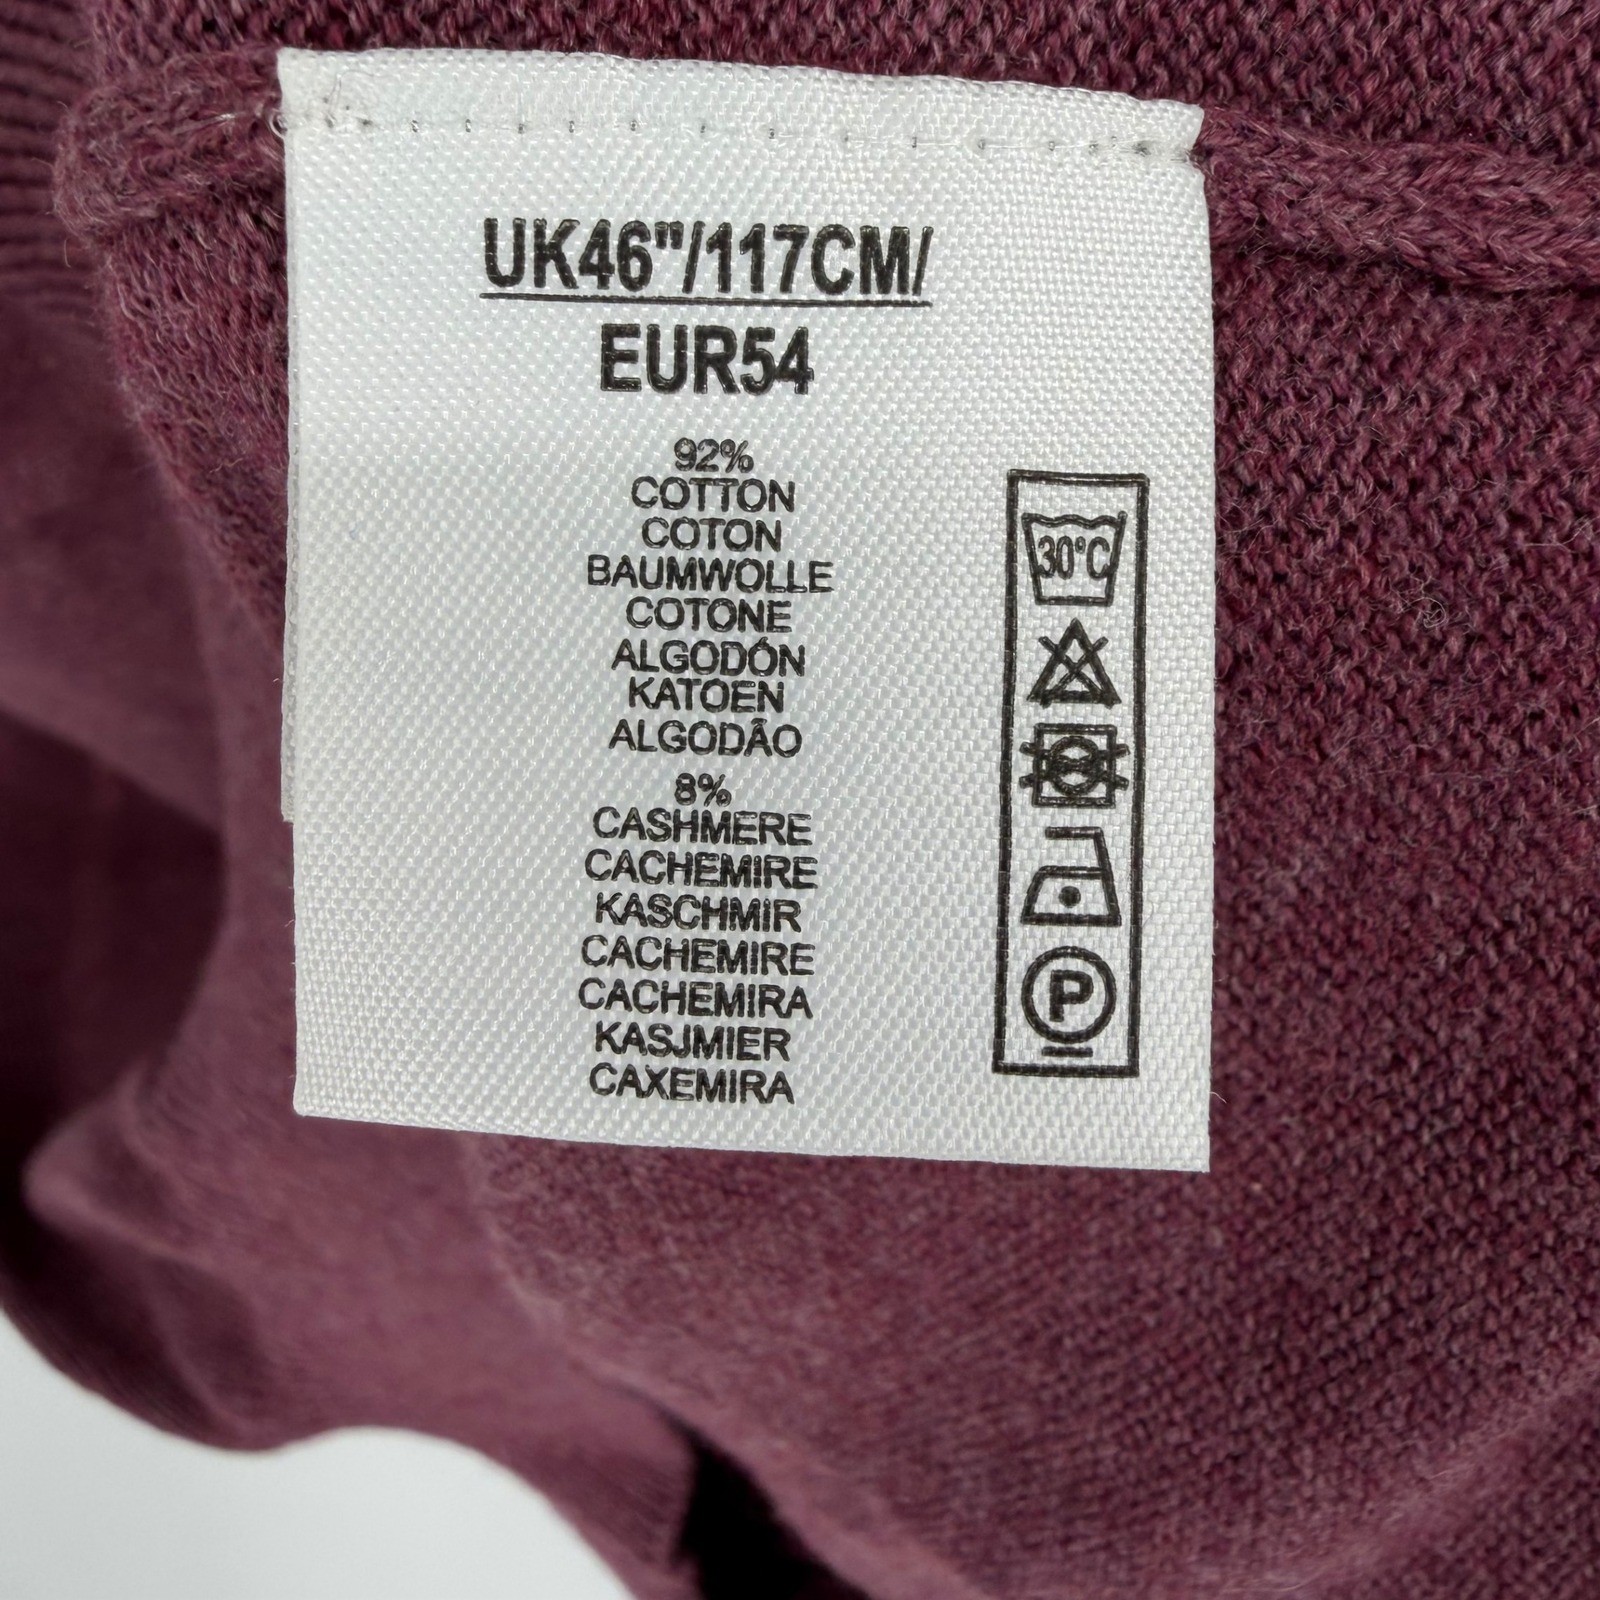 UK46"/117CM/
EUR54
92%
COTTON
COTON
BAUMWOLLE
COTONE
ALGODÓN
KATOEN
ALGODÃO
8%
CASHMERE
CACHEMIRE
KASCHMIR
CACHEMIRE
CACHEMIRA
KASJMIER
CAXEMIRA
30°C
P